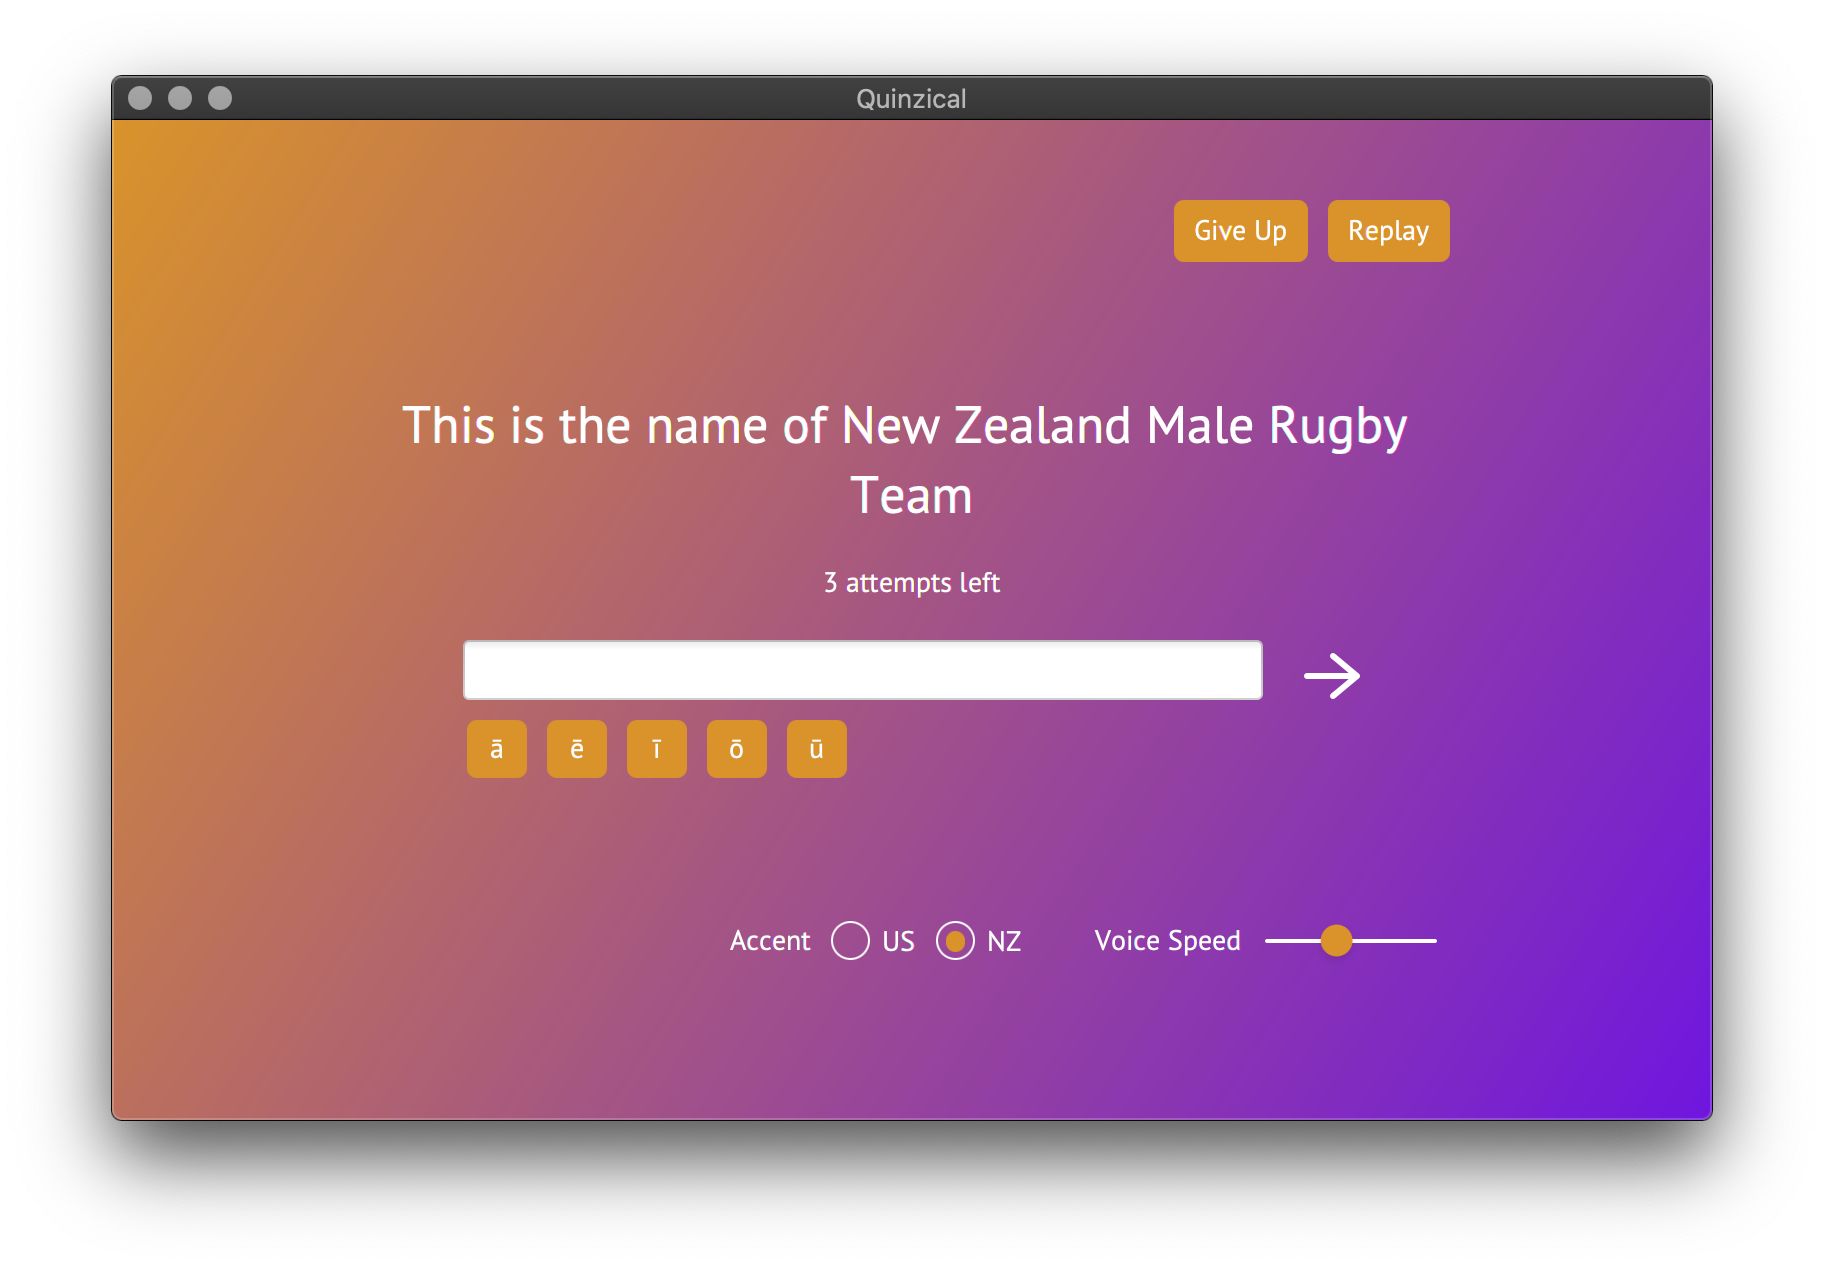 Quinzical
Give Up
Replay
This is the name of New Zealand Male Rugby
Team
3 attempts left
ā ē ī ō ū
Accent US NZ Voice Speed